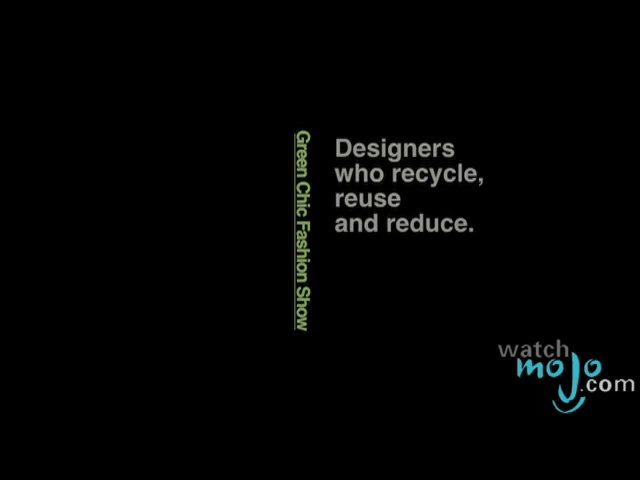 Green Chic Fashion Show
Designers
who recycle,
reuse
and reduce.
watch
mojo
.com